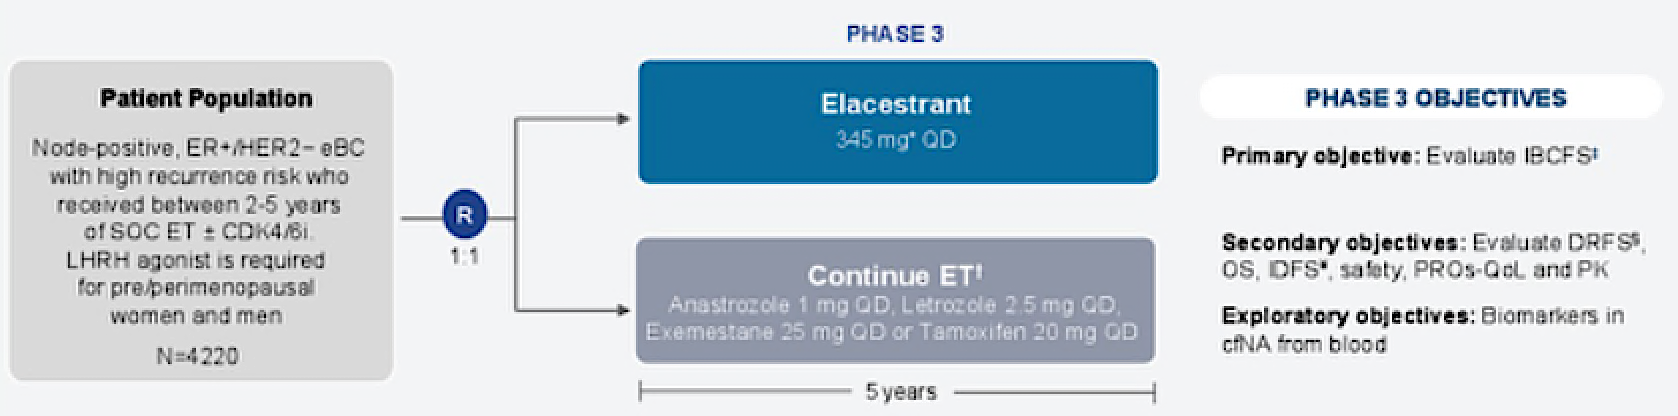 PHASE 3
Patient Population
Node-positive, ER+/HER2− eBC
with high recurrence risk who
received between 2-5 years
of SOC ET ± CDK4/6i.
LHRH agonist is required
for pre/perimenopausal
women and men
N=4220
R
1:1
Elacestrant
345 mg* QD
Continue ET†
Anastrozole 1 mg QD, Letrozole 2.5 mg QD,
Exemestane 25 mg QD or Tamoxifen 20 mg QD
5 years
PHASE 3 OBJECTIVES
Primary objective: Evaluate IBCFS‡
Secondary objectives: Evaluate DRFS§,
OS, IDFS, safety, PROs-QoL and PK
Exploratory objectives: Biomarkers in
cfNA from blood